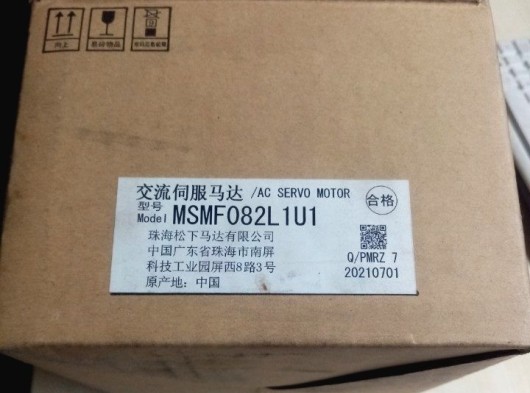 向上
易碎物品
交流伺服马达 /AC SERVO MOTOR
合格
型号
Model MSMF082L1U1
珠海松下马达有限公司
中国广东省珠海市南屏
科技工业园屏西8路3号
原产地: 中国
Q/PMRZ 7
20210701